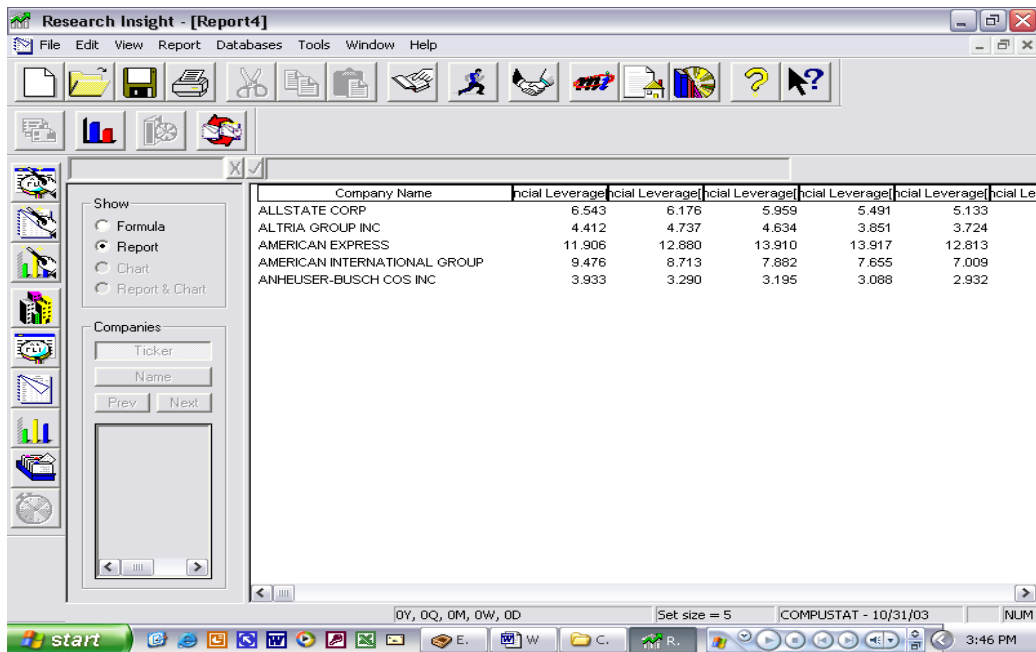 Research Insight - [Report4]
File Edit View Report Databases Tools Window Help
Show
Formula
Report
Chart
Report & Chart
Companies
Ticker
Name
Prev Next
Company Name ncial Leverage[ ncial Leverage[ ncial Leverage[ ncial Leverage[ ncial Leverage[ ncial Le
ALLSTATE CORP 6.543 6.176 5.959 5.491 5.133
ALTRIA GROUP INC 4.412 4.737 4.634 3.851 3.724
AMERICAN EXPRESS 11.906 12.880 13.910 13.917 12.813
AMERICAN INTERNATIONAL GROUP 9.476 8.713 7.882 7.655 7.009
ANHEUSER-BUSCH COS INC 3.933 3.290 3.195 3.088 2.932
0Y, 0Q, 0M, 0W, 0D Set size = 5 COMPUSTAT - 10/31/03 NUM
start E. W C. R. 3:46 PM